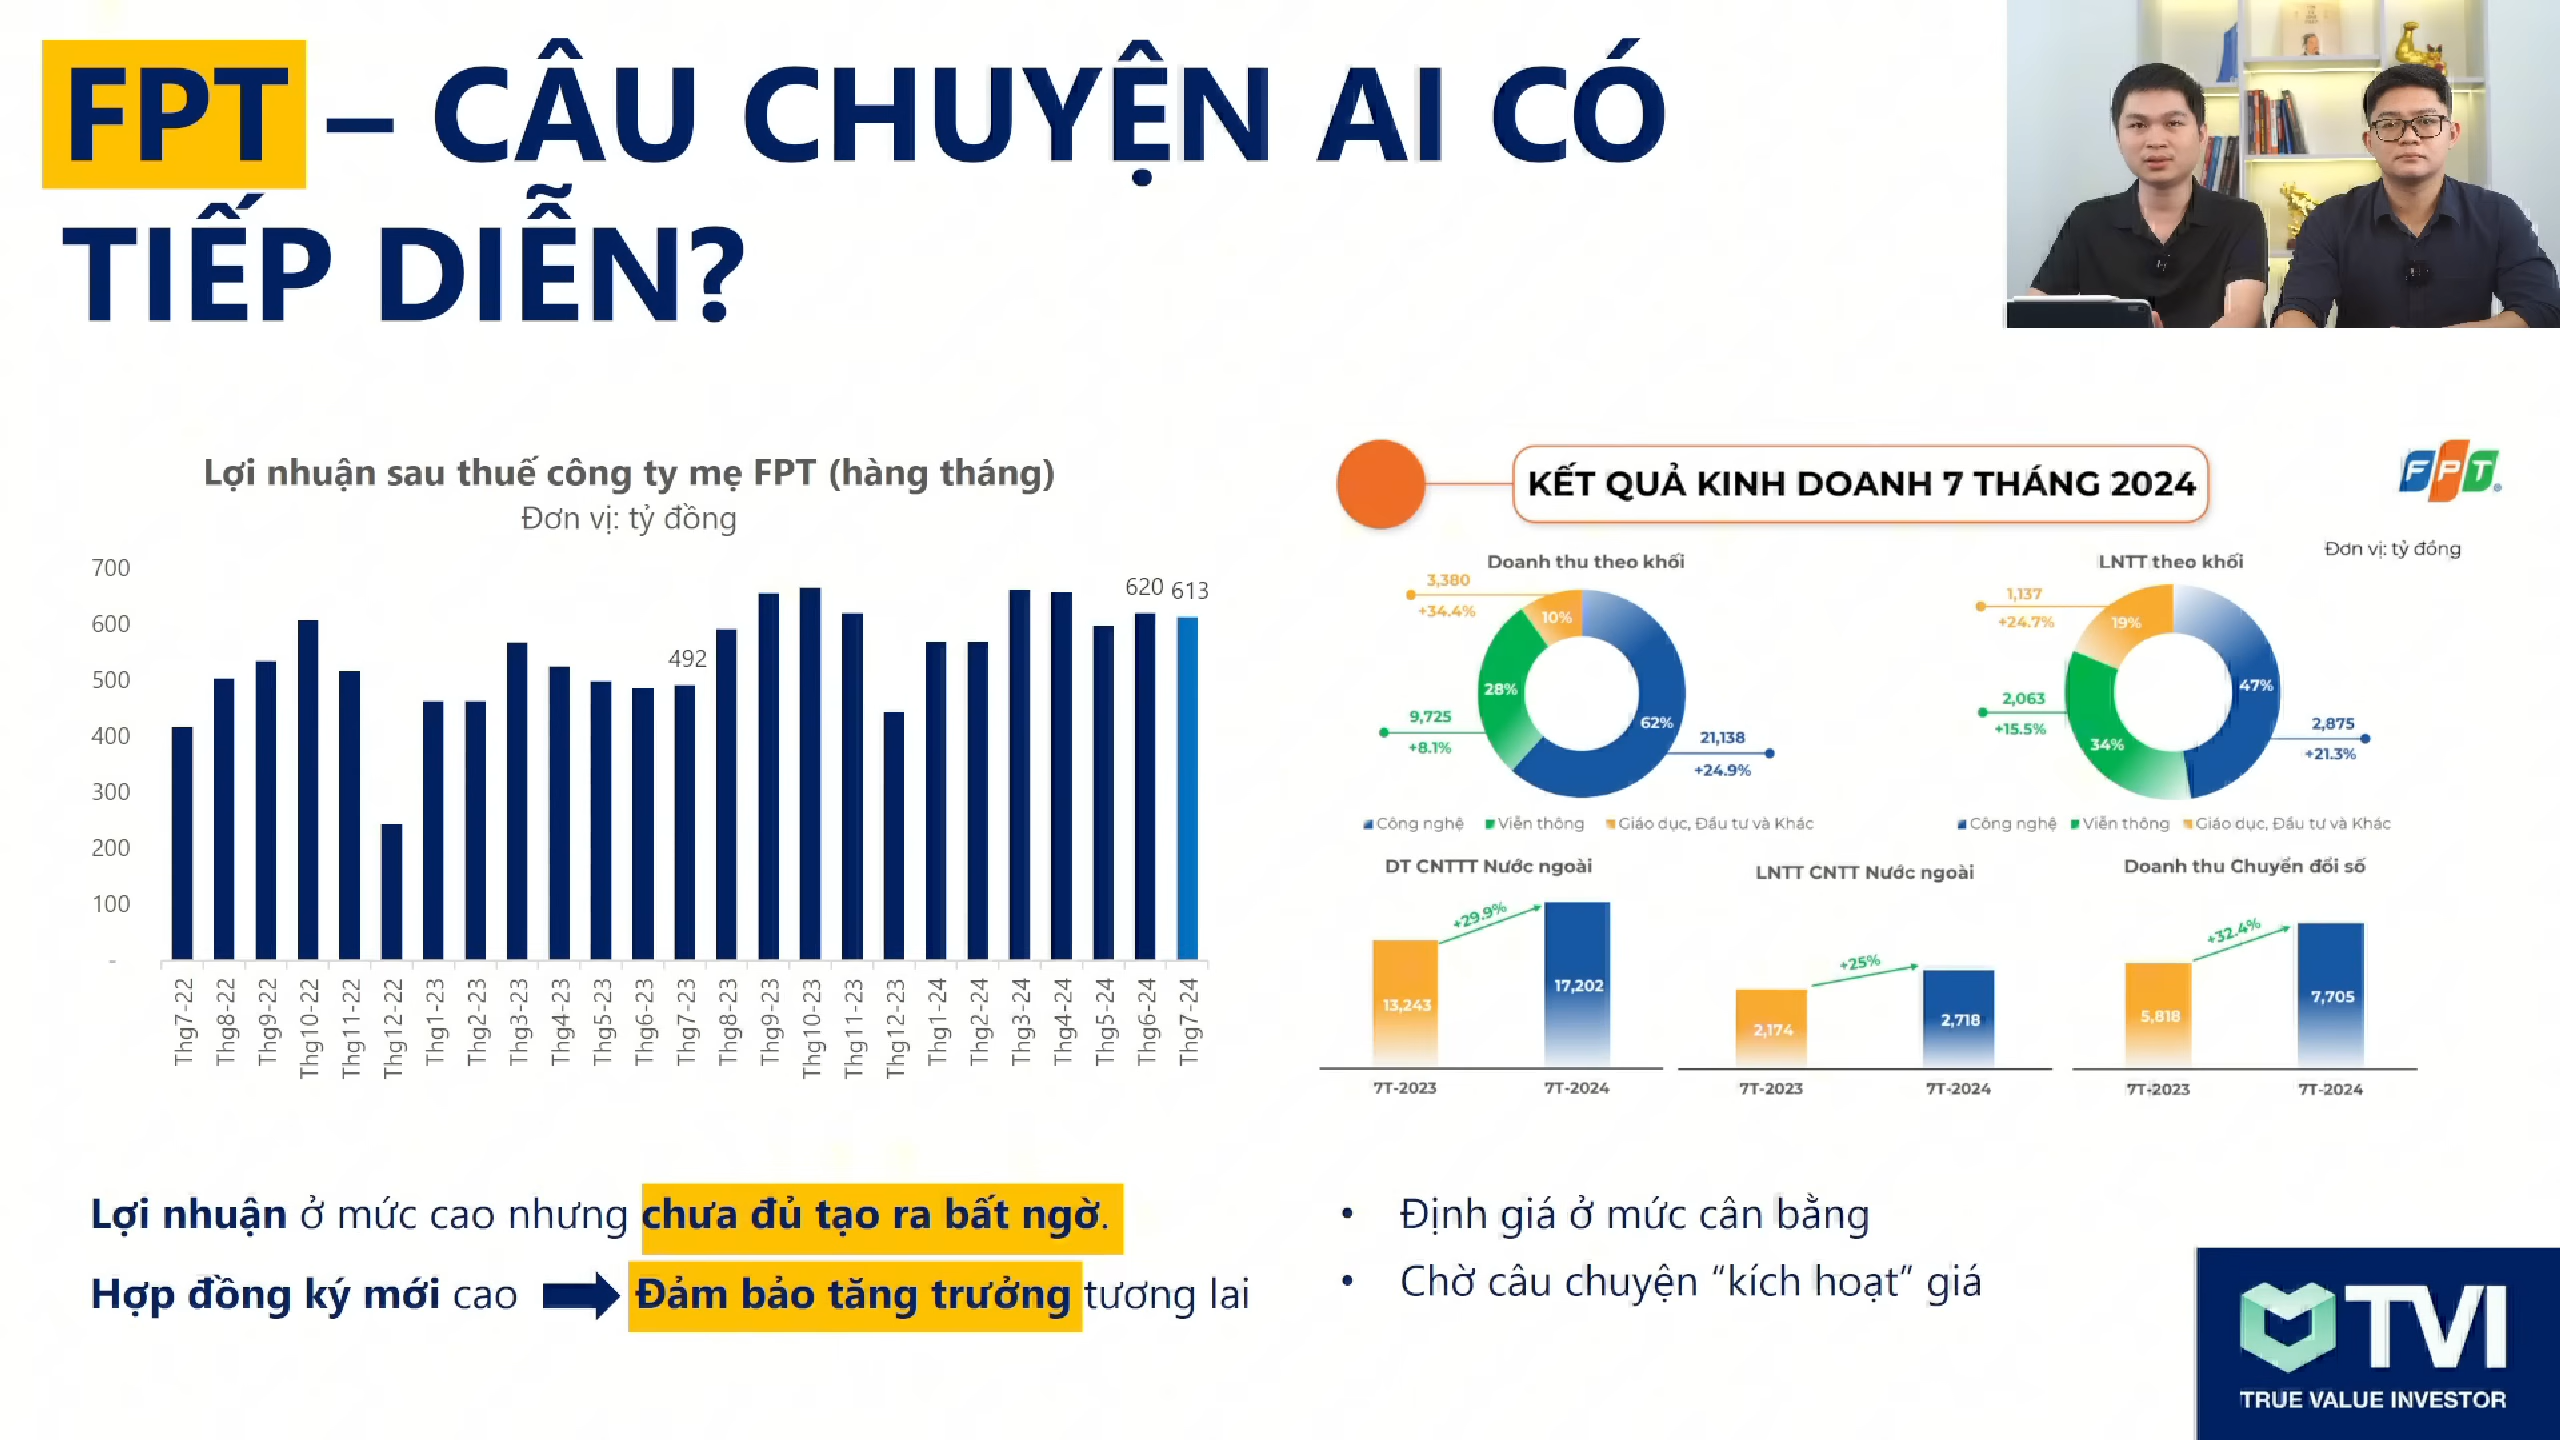 FPT – CÂU CHUYỆN AI CÓ
TIẾP DIỄN?
Lợi nhuận sau thuế công ty mẹ FPT (hàng tháng)
Đơn vị: tỷ đồng
700
600
500
400
300
200
100
-
492
620
613
Thg7-22
Thg8-22
Thg9-22
Thg10-22
Thg11-22
Thg12-22
Thg1-23
Thg2-23
Thg3-23
Thg4-23
Thg5-23
Thg6-23
Thg7-23
Thg8-23
Thg9-23
Thg10-23
Thg11-23
Thg12-23
Thg1-24
Thg2-24
Thg3-24
Thg4-24
Thg5-24
Thg6-24
Thg7-24
KẾT QUẢ KINH DOANH 7 THÁNG 2024
FPT
Đơn vị: tỷ đồng
Doanh thu theo khối
3,380
+34.4%
10%
28%
9,725
+8.1%
62%
21,138
+24.9%
Công nghệ Viễn thông Giáo dục, Đầu tư và Khác
LNTT theo khối
1,137
+24.7%
19%
47%
2,063
+15.5%
34%
2,875
+21.3%
Công nghệ Viễn thông Giáo dục, Đầu tư và Khác
DT CNTTT Nước ngoài
+29.9%
13,243
17,202
7T-2023
7T-2024
LNTT CNTT Nước ngoài
+25%
2,174
2,718
7T-2023
7T-2024
Doanh thu Chuyển đổi số
+32.4%
5,818
7,705
7T-2023
7T-2024
Lợi nhuận ở mức cao nhưng chưa đủ tạo ra bất ngờ.
Hợp đồng ký mới cao Đảm bảo tăng trưởng tương lai
• Định giá ở mức cân bằng
• Chờ câu chuyện “kích hoạt” giá
TVI
TRUE VALUE INVESTOR